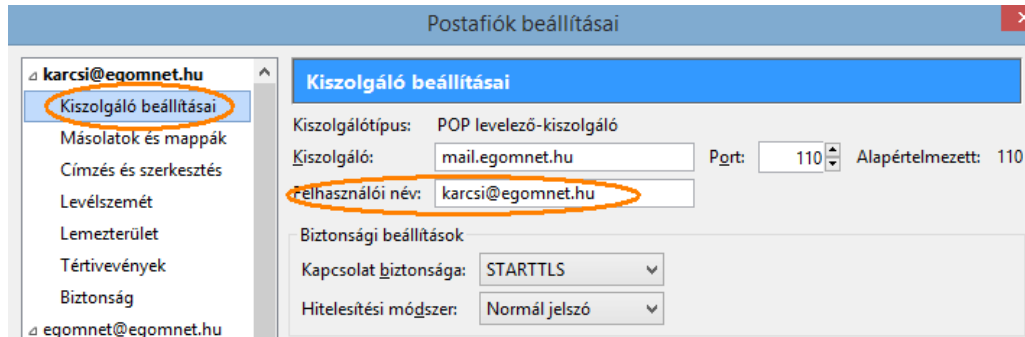 Postafiók beállításai
karcsi@egomnet.hu
Kiszolgáló beállításai
Másolatok és mappák
Címzés és szerkesztés
Levélszemét
Lemezterület
Tértivevények
Biztonság
egomnet@egomnet.hu
Kiszolgáló beállításai
Kiszolgálótípus: POP levelező-kiszolgáló
Kiszolgáló: mail.egomnet.hu Port: 110 Alapértelmezett: 110
Felhasználói név: karcsi@egomnet.hu
Biztonsági beállítások
Kapcsolat biztonsága: STARTTLS
Hitelesítési módszer: Normál jelszó